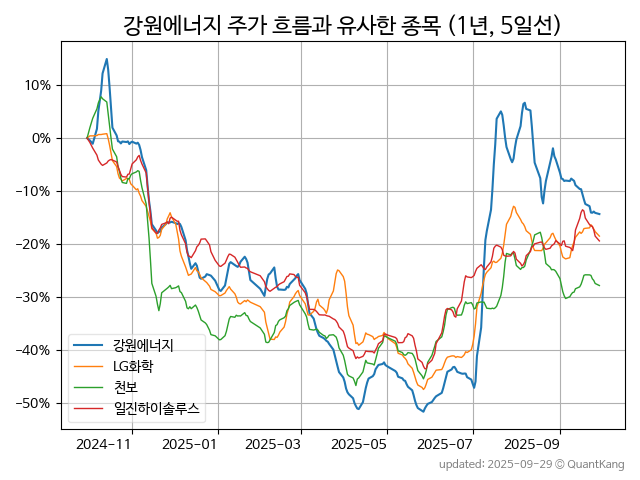 강원에너지 주가 흐름과 유사한 종목 (1년, 5일선)
10%
0%
−10%
−20%
−30%
−40%
−50%
강원에너지
LG화학
천보
일진하이솔루스
2024-11
2025-01
2025-03
2025-05
2025-07
2025-09
updated: 2025-09-29 © QuantKang